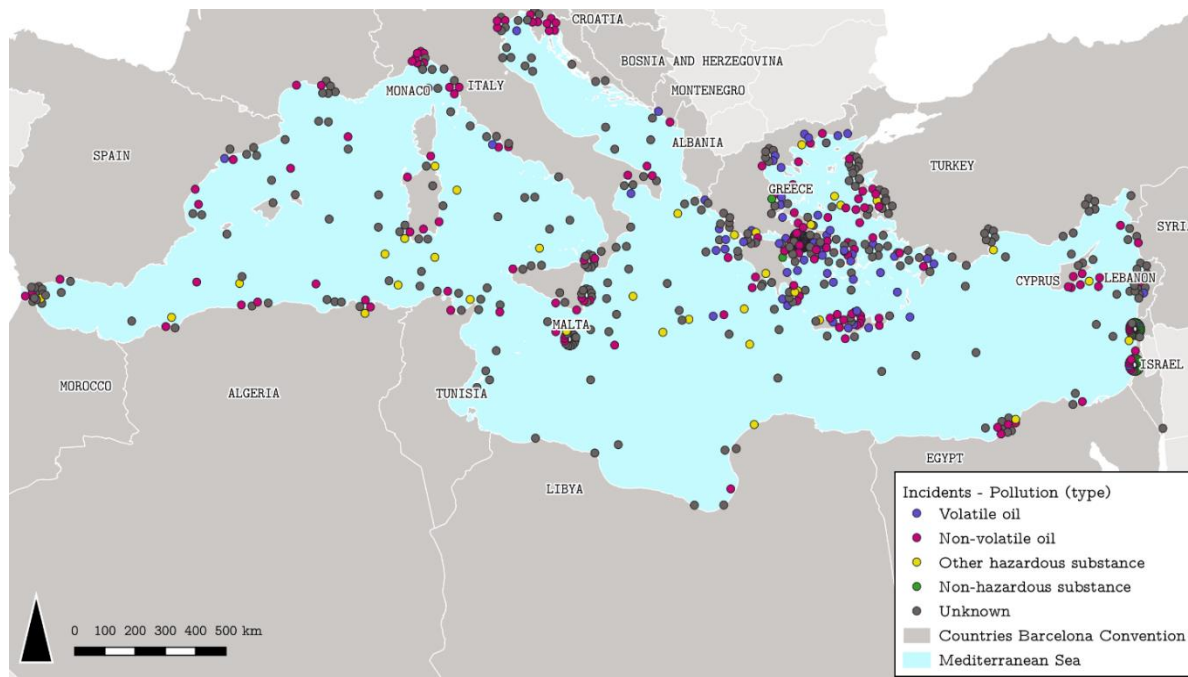 CROATIA
BOSNIA AND HERZEGOVINA
MONACO
ITALY
MONTENEGRO
SPAIN
ALBANIA
TURKEY
GREECE
SYRIA
CYPRUS
LEBANON
MALTA
ISRAEL
MOROCCO
ALGERIA
TUNISIA
EGYPT
LIBYA
Incidents - Pollution (type)
Volatile oil
Non-volatile oil
Other hazardous substance
Non-hazardous substance
Unknown
Countries Barcelona Convention
Mediterranean Sea
0 100 200 300 400 500 km